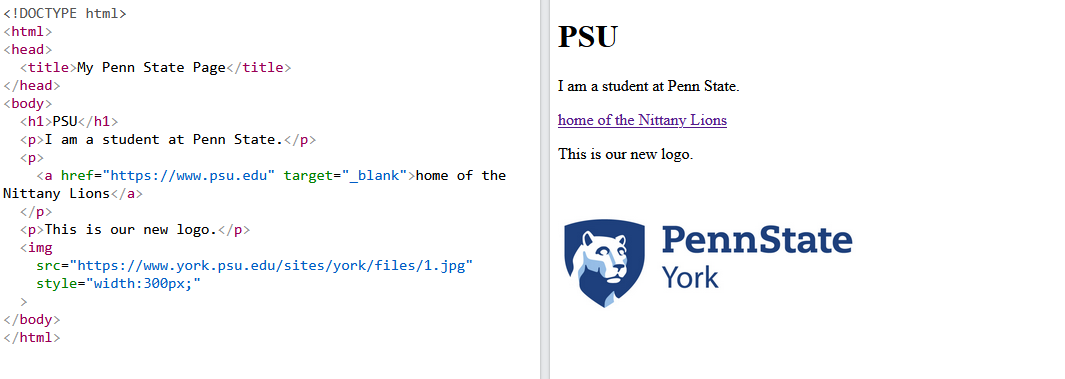 <!DOCTYPE html>
<html>
<head>
  <title>My Penn State Page</title>
</head>
<body>
  <h1>PSU</h1>
  <p>I am a student at Penn State.</p>
  <p>
    <a href="https://www.psu.edu" target="_blank">home of the
Nittany Lions</a>
  </p>
  <p>This is our new logo.</p>
  <img
    src="https://www.york.psu.edu/sites/york/files/1.jpg"
    style="width:300px;"
  >
</body>
</html>
PSU
I am a student at Penn State.
home of the Nittany Lions
This is our new logo.
PennState
York